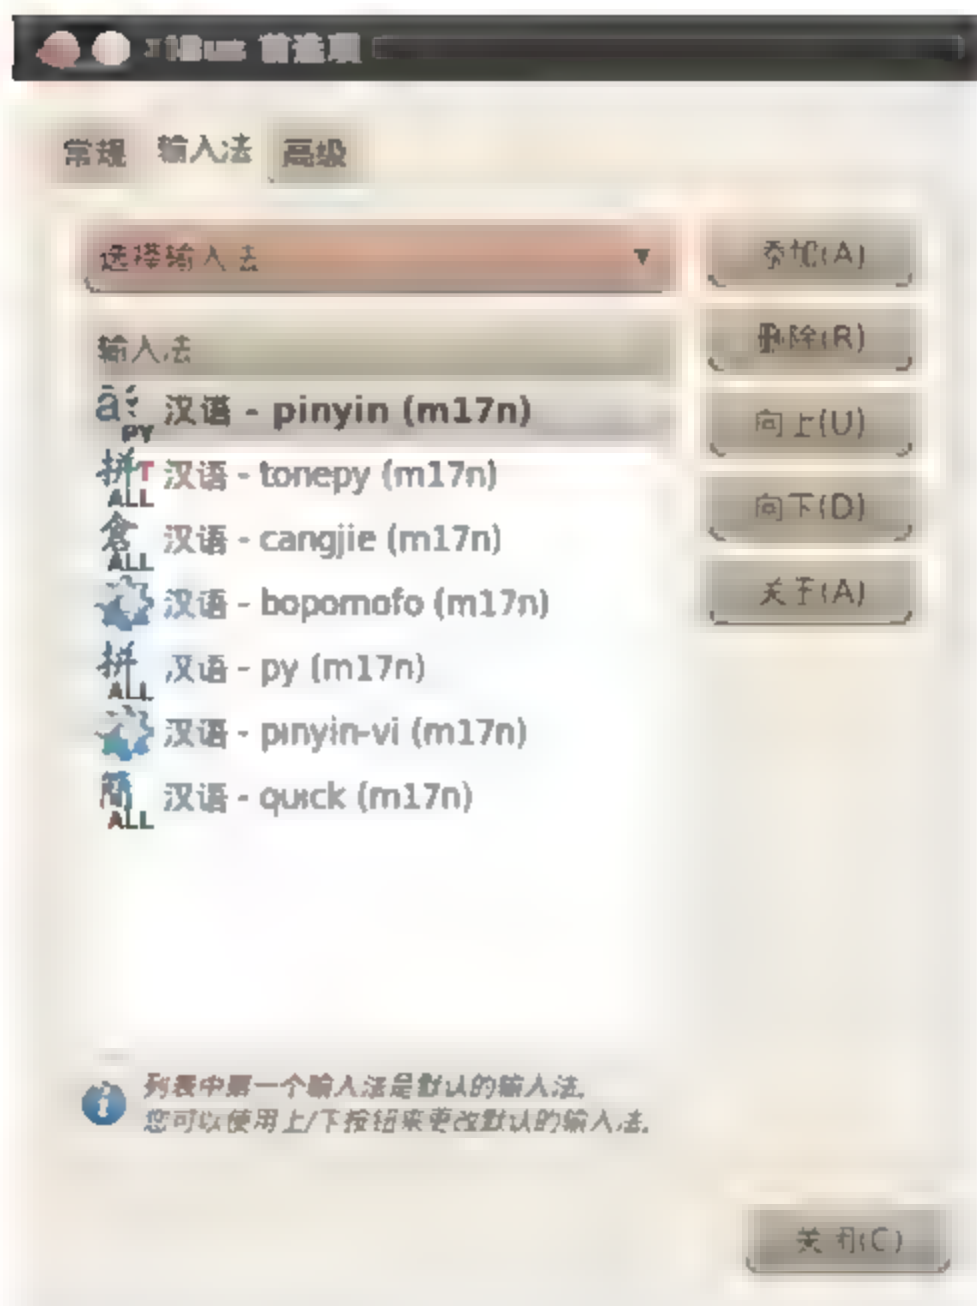 IBus 首选项
常规 输入法 高级
选择输入法 添加(A)
输入法
删除(R)
汉语 - pinyin (m17n)
向上(U)
汉语 - tonepy (m17n)
向下(D)
汉语 - cangjie (m17n)
关于(A)
汉语 - bopomofo (m17n)
汉语 - py (m17n)
汉语 - pinyin-vi (m17n)
汉语 - quick (m17n)
列表中第一个输入法是默认的输入法.
您可以使用上/下按钮来更改默认的输入法.
关闭(C)